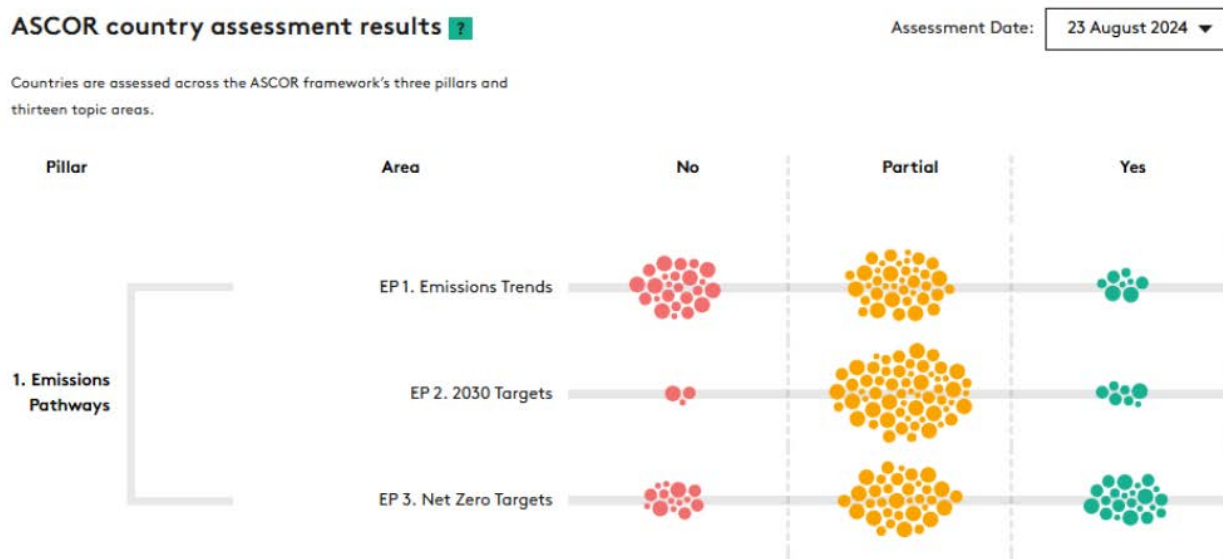 ASCOR country assessment results ?
Assessment Date: 23 August 2024
Countries are assessed across the ASCOR framework's three pillars and
thirteen topic areas.
Pillar Area No Partial Yes
EP 1. Emissions Trends
1. Emissions
Pathways
EP 2. 2030 Targets
EP 3. Net Zero Targets